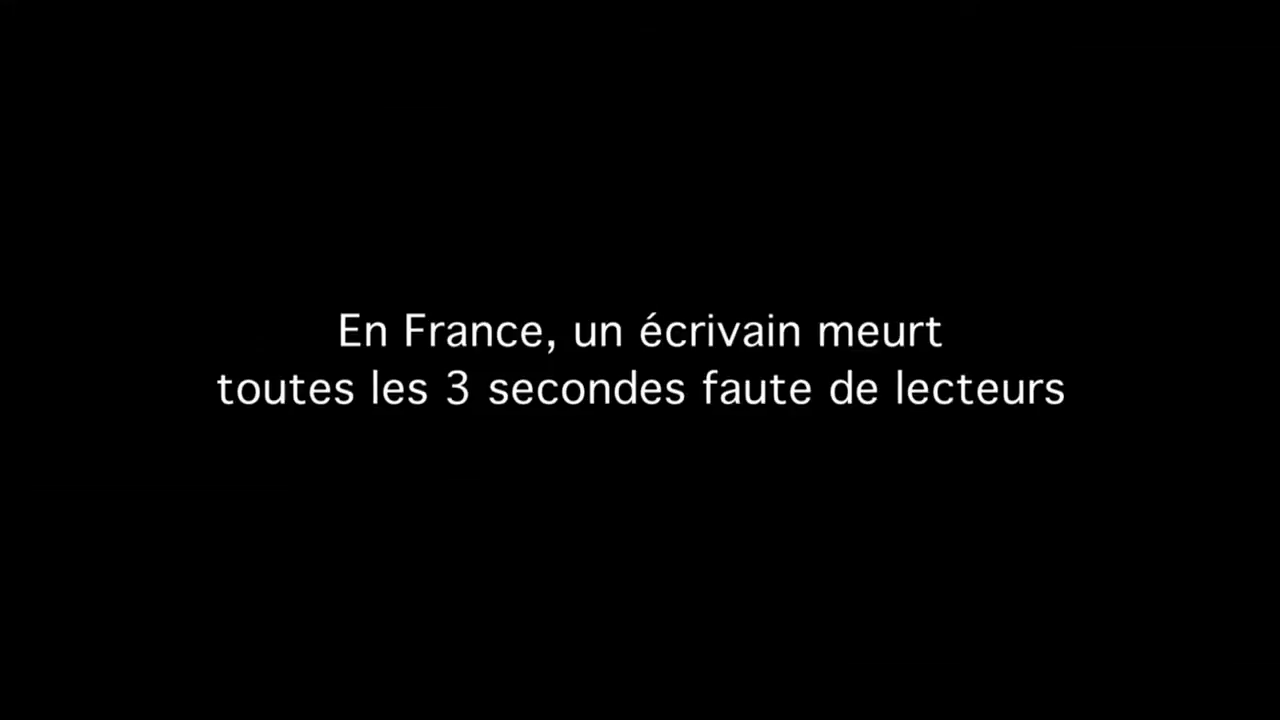 En France, un écrivain meurt
toutes les 3 secondes faute de lecteurs